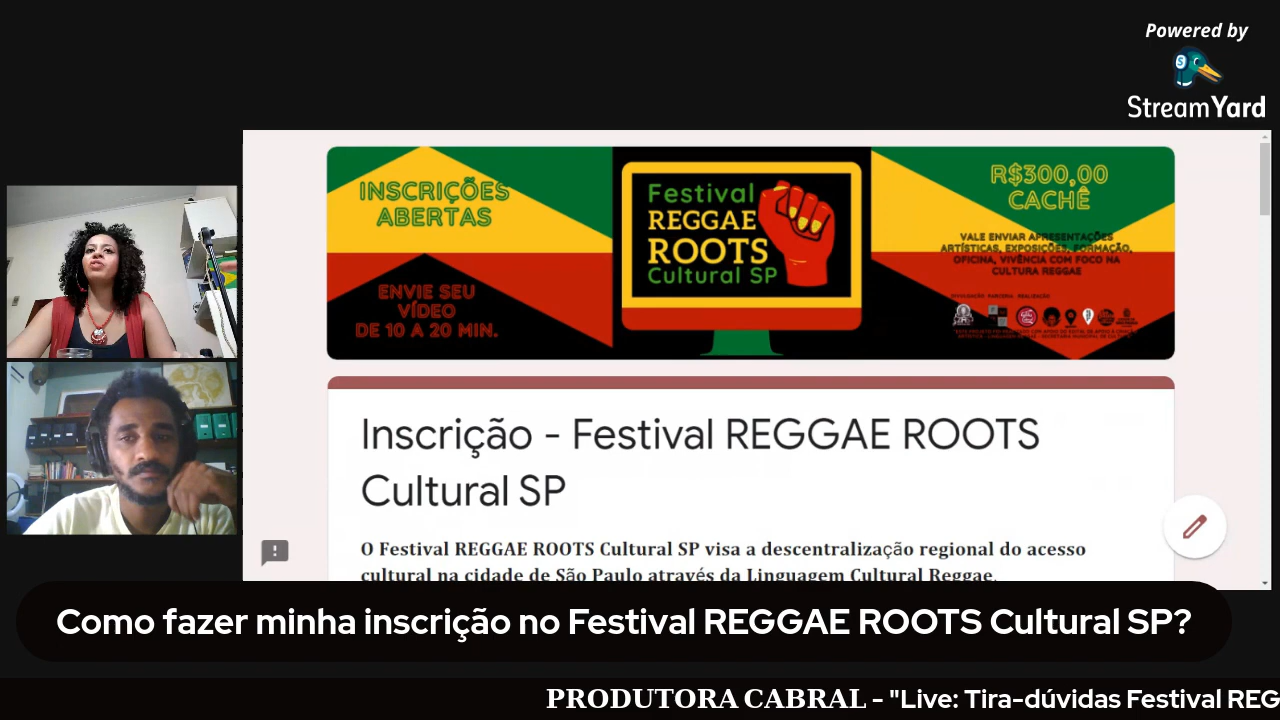 Powered by
StreamYard
INSCRIÇÕES
ABERTAS
ENVIE SEU
VÍDEO
DE 10 A 20 MIN.
Festival
REGGAE
ROOTS
Cultural SP
R$300,00
CACHÊ
VALE ENVIAR APRESENTAÇÕES
ARTÍSTICAS, EXPOSIÇÕES, FORMAÇÃO,
OFICINA, VIVÊNCIA COM FOCO NA
CULTURA REGGAE
Inscrição - Festival REGGAE ROOTS
Cultural SP
O Festival REGGAE ROOTS Cultural SP visa a descentralização regional do acesso
cultural na cidade de São Paulo através da Linguagem Cultural Reggae.
Como fazer minha inscrição no Festival REGGAE ROOTS Cultural SP?
PRODUTORA CABRAL - "Live: Tira-dúvidas Festival REG